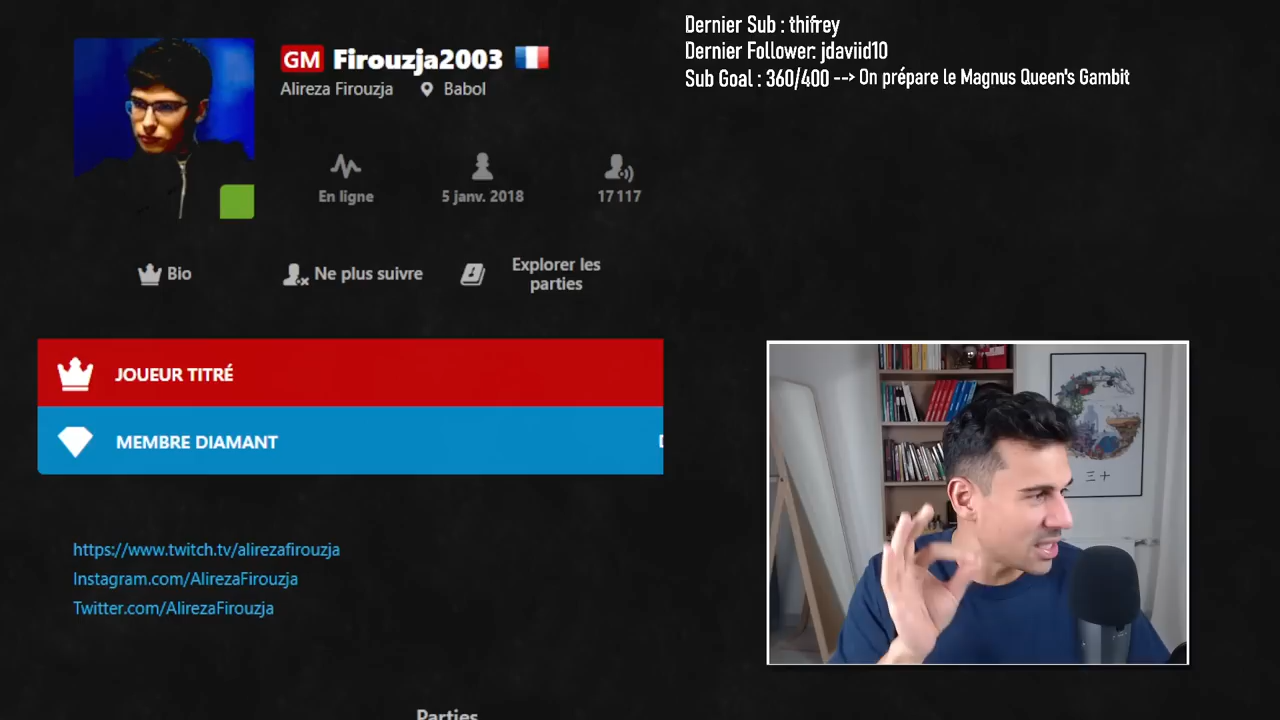 Dernier Sub : thifrey
Dernier Follower: jdaviid10
Sub Goal : 360/400 --> On prépare le Magnus Queen's Gambit
GM Firouzja2003
Alireza Firouzja Babol
En ligne 5 janv. 2018 17 117
Bio Ne plus suivre Explorer les
parties
JOUEUR TITRÉ
MEMBRE DIAMANT
https://www.twitch.tv/alirezafirouzja
Instagram.com/AlirezaFirouzja
Twitter.com/AlirezaFirouzja
三十
Parties